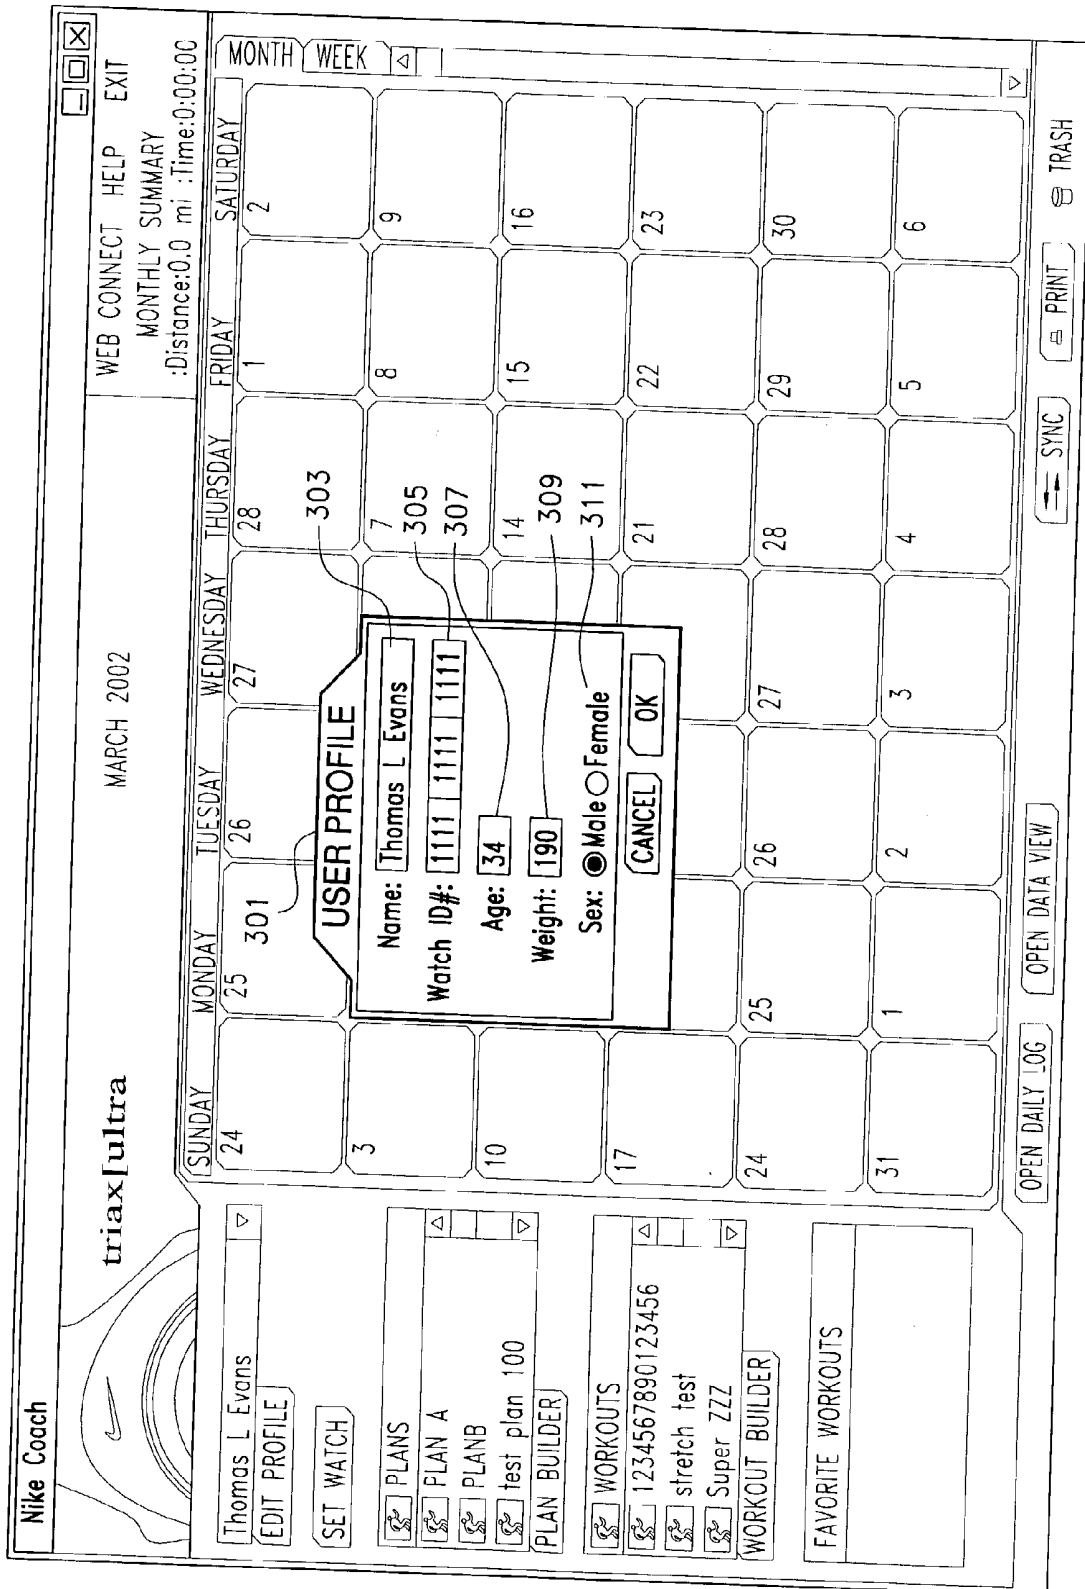 Nike Coach
triax[ultra
MARCH 2002
WEB CONNECT HELP EXIT
MONTHLY SUMMARY
:Distance:0.0 mi :Time:0:00:00
Thomas L Evans
EDIT PROFILE
SET WATCH
PLANS
PLAN A
PLANB
test plan 100
PLAN BUILDER
WORKOUTS
1234567890123456
stretch test
Super ZZZ
WORKOUT BUILDER
FAVORITE WORKOUTS
SUNDAY MONDAY TUESDAY WEDNESDAY THURSDAY FRIDAY SATURDAY
MONTH
WEEK
24 25 26 27 28 1 2
3 7 8 9
10 14 15 16
17 21 22 23
24 25 26 27 28 29 30
31 1 2 3 4 5 6
301
USER PROFILE
Name: Thomas L Evans
303
Watch ID#: 1111 1111 1111 1111
305
Age: 34
307
Weight: 190
309
Sex: Male Female
311
CANCEL OK
OPEN DAILY LOG OPEN DATA VIEW SYNC PRINT TRASH